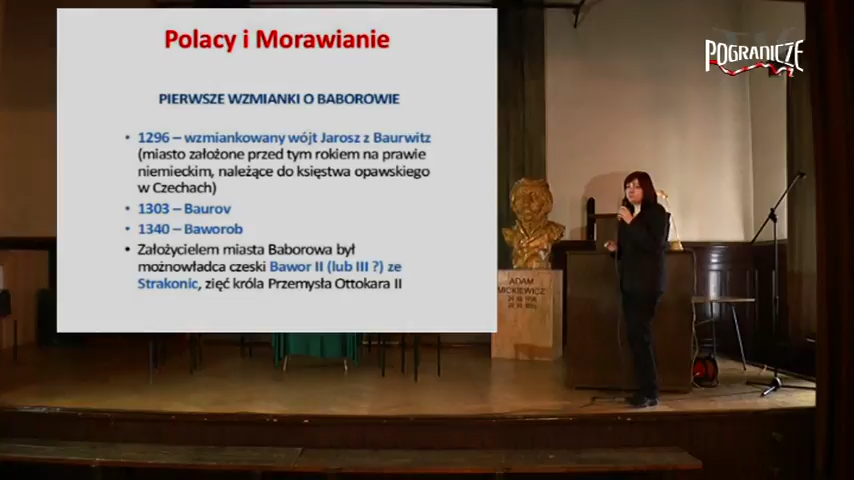 Polacy i Morawianie
PIERWSZE WZMIANKI O BABOROWIE
• 1296 – wzmiankowany wójt Jarosz z Baurwitz
(miasto założone przed tym rokiem na prawie
niemieckim, należące do księstwa opawskiego
w Czechach)
• 1303 – Baurov
• 1340 – Baworob
• Założycielem miasta Baborowa był
możnowładca czeski Bawor II (lub III ?) ze
Strakonic, zięć króla Przemysła Ottokara II
POGRANICZE
ADAM
MICKIEWICZ